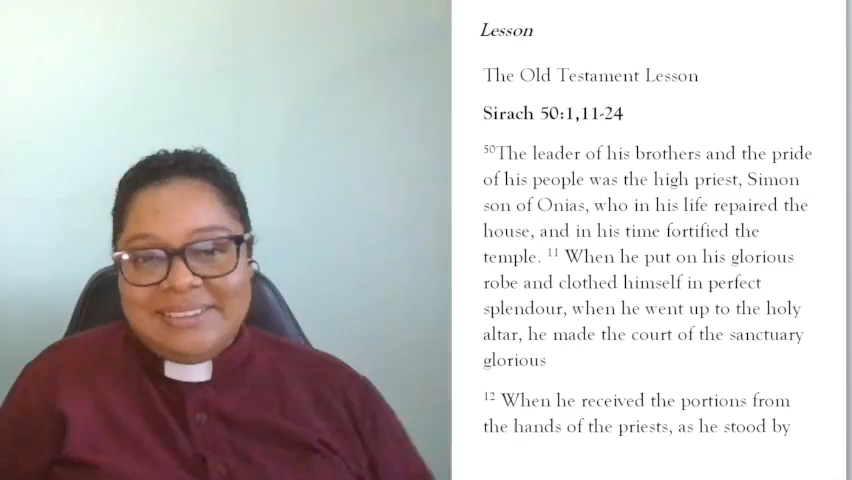 Lesson
The Old Testament Lesson
Sirach 50:1,11-24
⁵⁰The leader of his brothers and the pride
of his people was the high priest, Simon
son of Onias, who in his life repaired the
house, and in his time fortified the
temple. ¹¹ When he put on his glorious
robe and clothed himself in perfect
splendour, when he went up to the holy
altar, he made the court of the sanctuary
glorious
¹² When he received the portions from
the hands of the priests, as he stood by